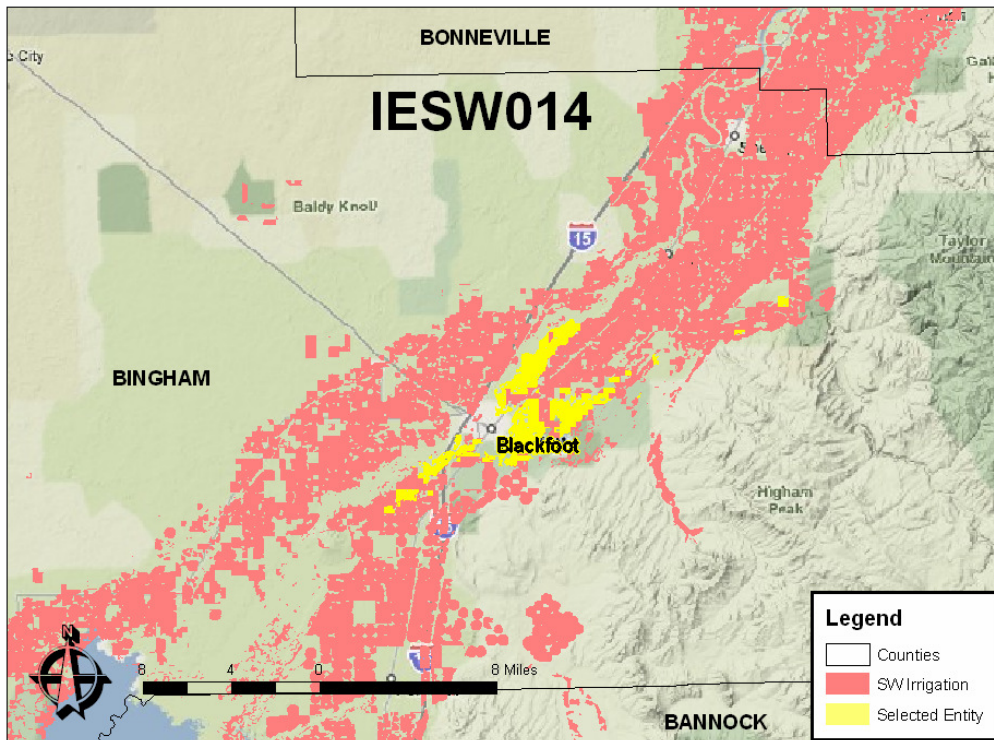 BONNEVILLE
City
IESW014
Baldy Knoll
15
Taylor
Mountain
BINGHAM
Blackfoot
Higham
Peak
N
8 4 0 8 Miles
BANNOCK
Legend
Counties
SW Irrigation
Selected Entity